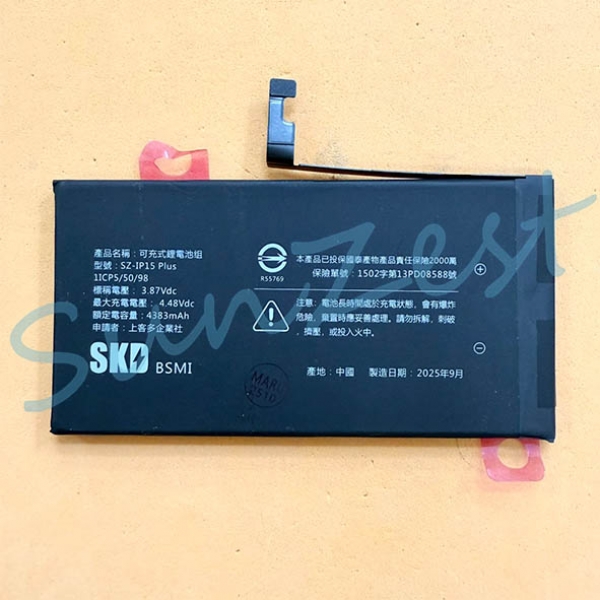 產品名稱：可充式鋰電池組
型號：SZ-IP15 Plus
1ICP5/50/98
標稱電壓：3.87Vdc
最大充電電壓：4.48Vdc
額定電容量：4383mAh
申請者：上客多企業社
SKD BSMI
R55769
本產品已投保國泰產物產品責任保險2000萬
保險單號：1502字第13PD08588號
注意：電池長時間處於充電狀態，會有爆炸
危險，擱置時應妥善處理。請勿拆解，刺破
，擠壓，或投入火中。
產地：中國 製造日期：2025年9月
MARK
2510
SunZest